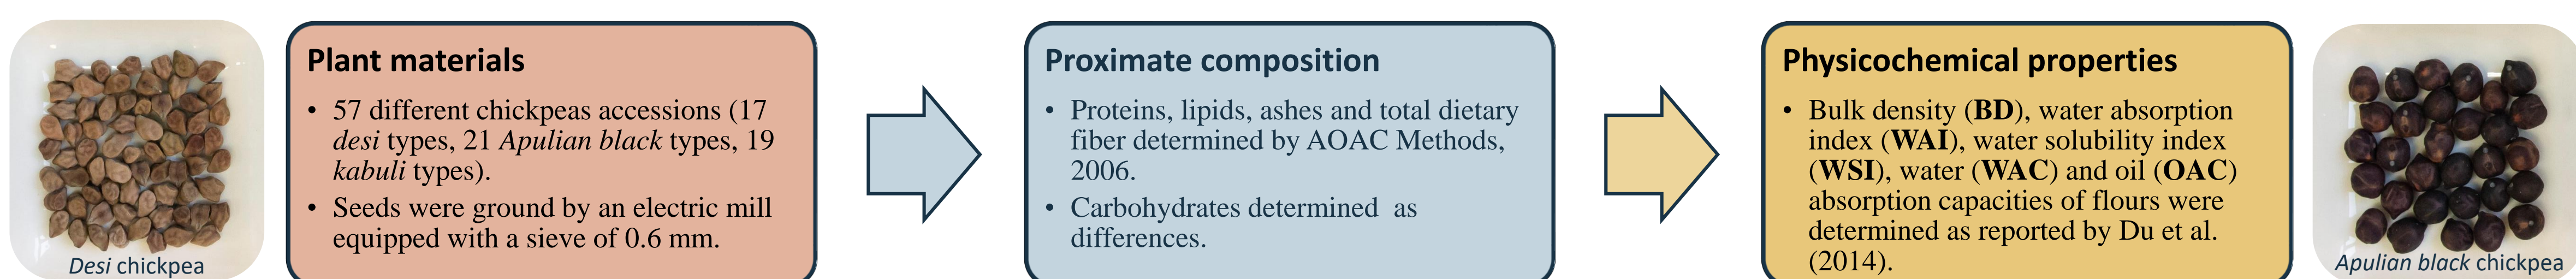 Desi chickpea
Plant materials
• 57 different chickpeas accessions (17
desi types, 21 Apulian black types, 19
kabuli types).
• Seeds were ground by an electric mill
equipped with a sieve of 0.6 mm.
Proximate composition
• Proteins, lipids, ashes and total dietary
fiber determined by AOAC Methods,
2006.
• Carbohydrates determined as
differences.
Physicochemical properties
• Bulk density (BD), water absorption
index (WAI), water solubility index
(WSI), water (WAC) and oil (OAC)
absorption capacities of flours were
determined as reported by Du et al.
(2014).
Apulian black chickpea